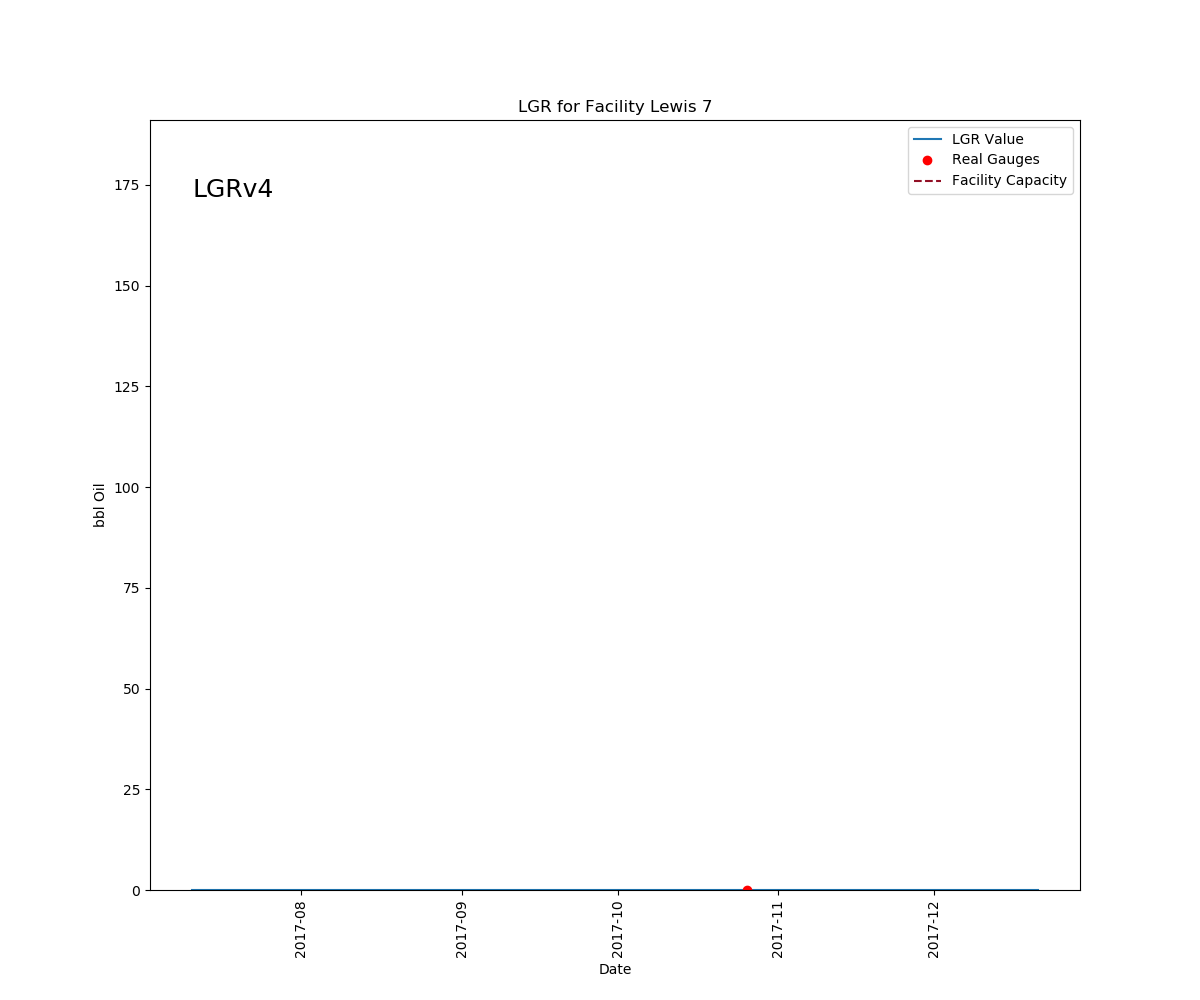 LGR for Facility Lewis 7
LGR Value
Real Gauges
Facility Capacity
LGRv4
175
150
125
100
75
50
25
0
bbl Oil
2017-08
2017-09
2017-10
2017-11
2017-12
Date